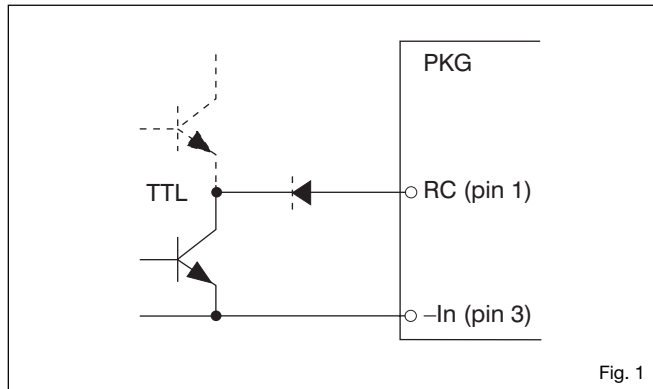 PKG
TTL
RC (pin 1)
–In (pin 3)
Fig. 1